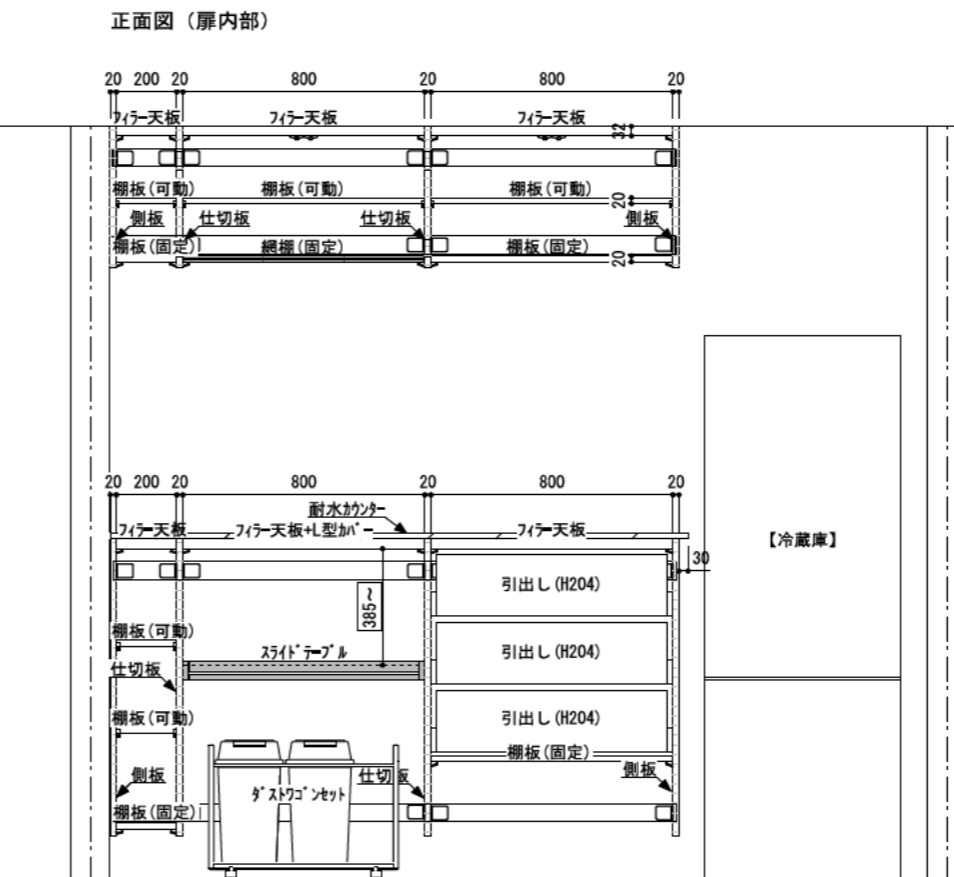 正面図（扉内部）
20 200 20 800 20 800 20
ﾌｨﾗｰ天板 ﾌｨﾗｰ天板 ﾌｨﾗｰ天板
32
棚板(可動) 棚板(可動) 棚板(可動)
20
側板 仕切板 仕切板 側板
棚板(固定) 網棚(固定) 棚板(固定)
20
20 200 20 800 20 800 20
耐水ｶｳﾝﾀｰ
ﾌｨﾗｰ天板 ﾌｨﾗｰ天板+L型ｶﾊﾞｰ ﾌｨﾗｰ天板
【冷蔵庫】
30
引出し(H204)
385～
棚板(可動)
ｽﾗｲﾄﾞﾃｰﾌﾞﾙ
引出し(H204)
仕切板
棚板(可動)
引出し(H204)
棚板(固定)
側板 仕切板 側板
ﾀﾞｽﾄﾜｺﾞﾝｾｯﾄ
棚板(固定)